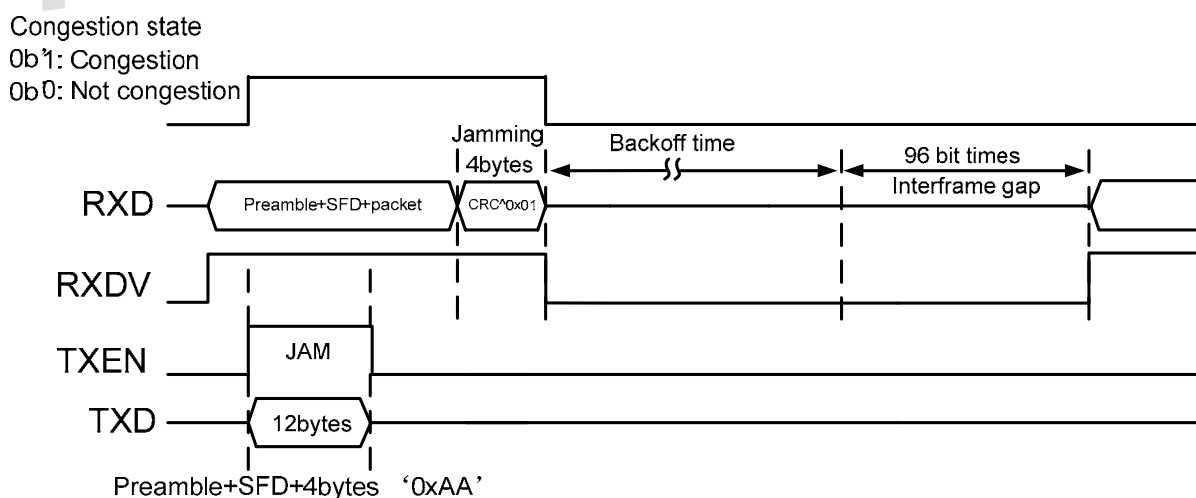 Congestion state
0b'1: Congestion
0b'0: Not congestion
Jamming
4bytes
Backoff time
96 bit times
Interframe gap
RXD
Preamble+SFD+packet
CRC^0x01
RXDV
TXEN
JAM
TXD
12bytes
Preamble+SFD+4bytes ‘0xAA’